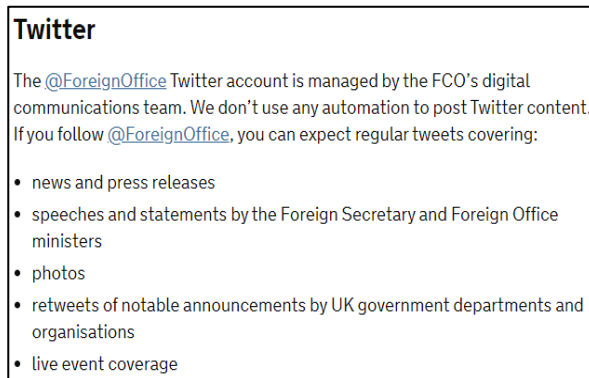 Twitter
The @ForeignOffice Twitter account is managed by the FCO’s digital
communications team. We don’t use any automation to post Twitter content.
If you follow @ForeignOffice, you can expect regular tweets covering:
• news and press releases
• speeches and statements by the Foreign Secretary and Foreign Office
ministers
• photos
• retweets of notable announcements by UK government departments and
organisations
• live event coverage